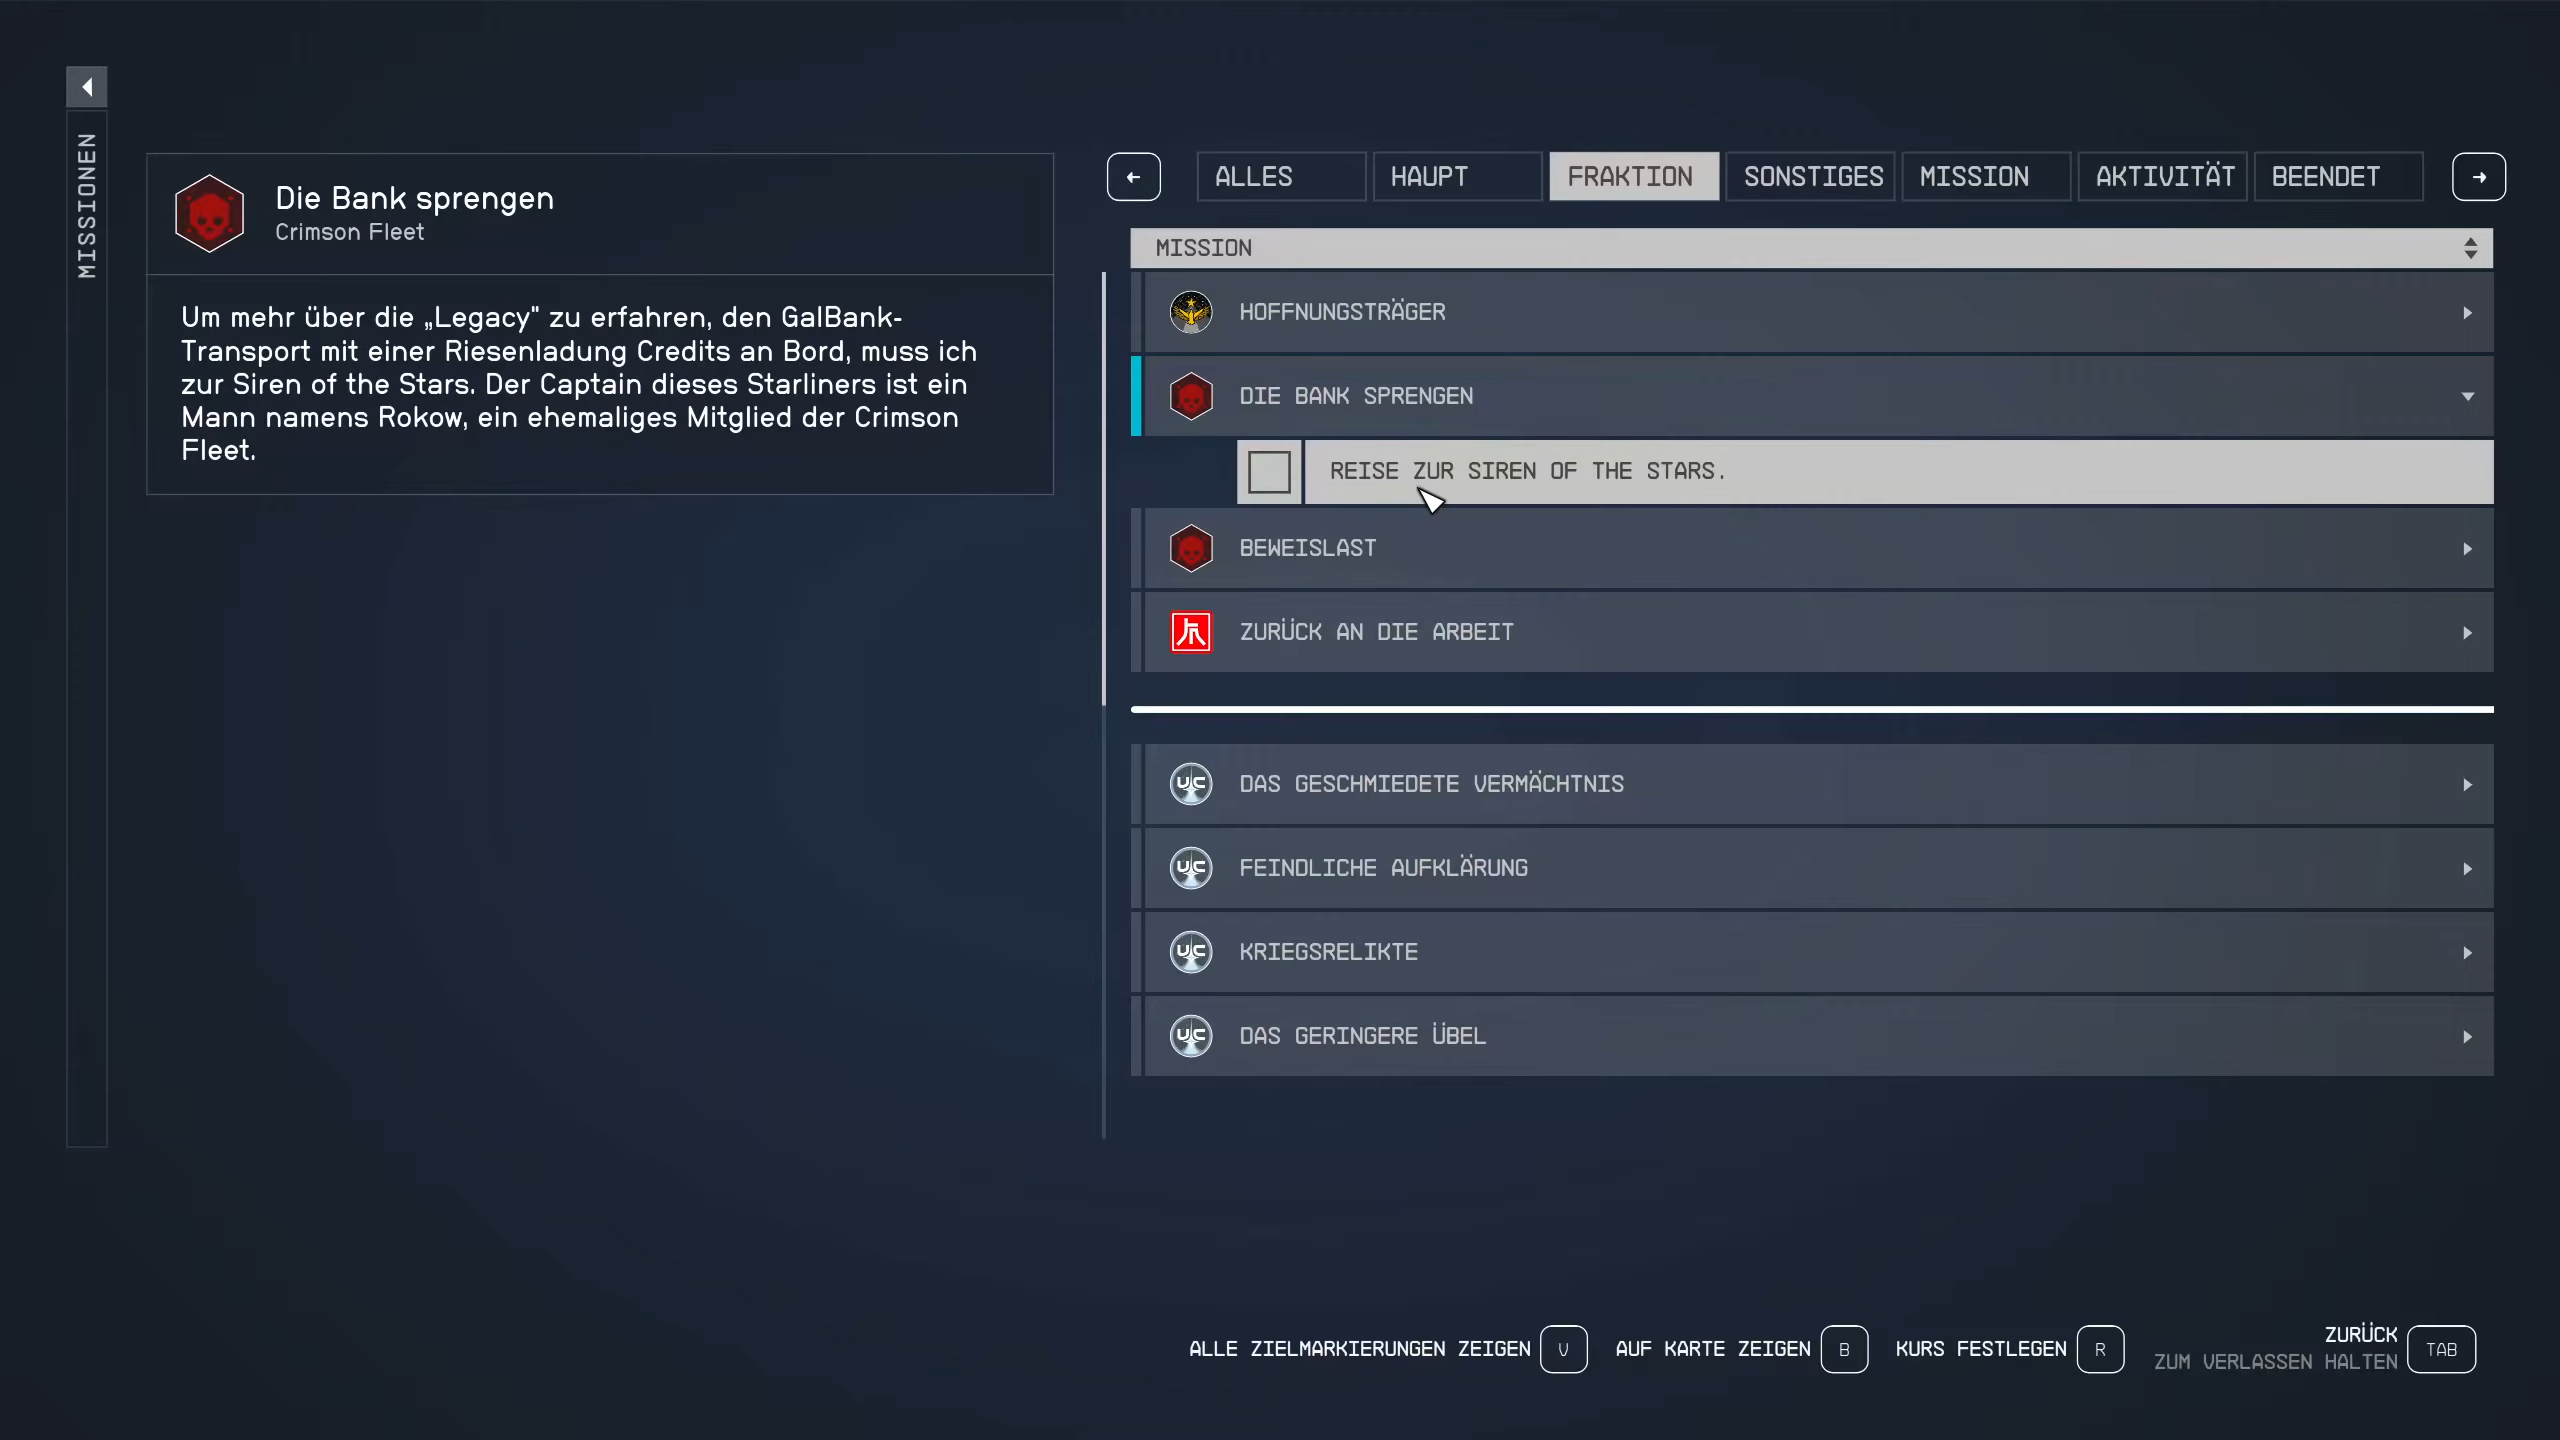 MISSIONEN
Die Bank sprengen
Crimson Fleet
Um mehr über die „Legacy" zu erfahren, den GalBank-
Transport mit einer Riesenladung Credits an Bord, muss ich
zur Siren of the Stars. Der Captain dieses Starliners ist ein
Mann namens Rokow, ein ehemaliges Mitglied der Crimson
Fleet.
ALLES HAUPT FRAKTION SONSTIGES MISSION AKTIVITÄT BEENDET
MISSION
HOFFNUNGSTRÄGER
DIE BANK SPRENGEN
REISE ZUR SIREN OF THE STARS.
BEWEISLAST
ZURÜCK AN DIE ARBEIT
UC DAS GESCHMIEDETE VERMÄCHTNIS
UC FEINDLICHE AUFKLÄRUNG
UC KRIEGSRELIKTE
UC DAS GERINGERE ÜBEL
ALLE ZIELMARKIERUNGEN ZEIGEN V AUF KARTE ZEIGEN B KURS FESTLEGEN R ZURÜCK TAB
ZUM VERLASSEN HALTEN